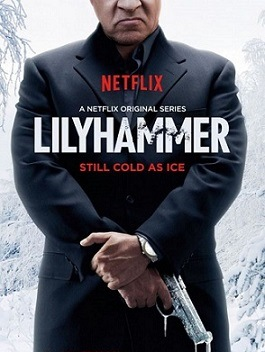 NETFLIX
A NETFLIX ORIGINAL SERIES
LILYHAMMER
STILL COLD AS ICE